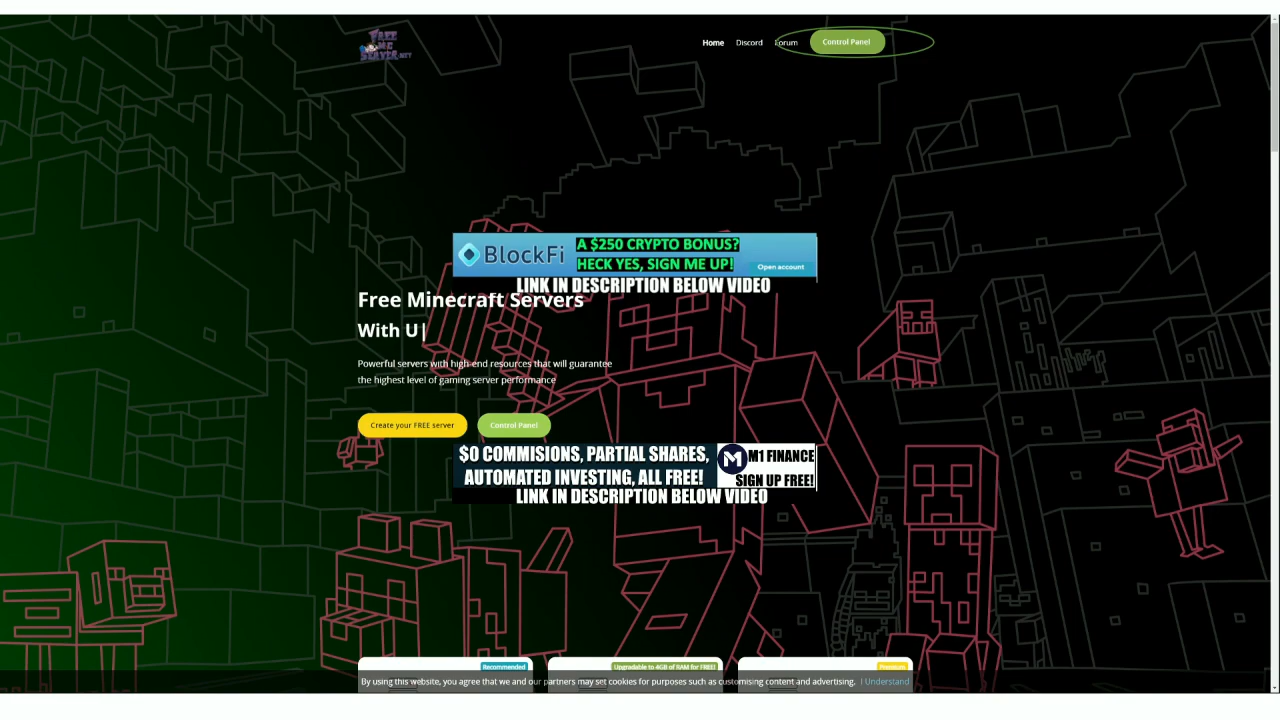 FREE
MC
SERVER.NET
Home
Discord
Forum
Control Panel
BlockFi
A $250 CRYPTO BONUS?
HECK YES, SIGN ME UP!
Open account
LINK IN DESCRIPTION BELOW VIDEO
Free Minecraft Servers
With U|
Powerful servers with high-end resources that will guarantee
the highest level of gaming server performance
Create your FREE server
Control Panel
$0 COMMISIONS, PARTIAL SHARES,
AUTOMATED INVESTING, ALL FREE!
M1 FINANCE
SIGN UP FREE!
LINK IN DESCRIPTION BELOW VIDEO
Recommended
Upgradable to 4GB of RAM for FREE!
Premium
By using this website, you agree that we and our partners may set cookies for purposes such as customising content and advertising. I Understand